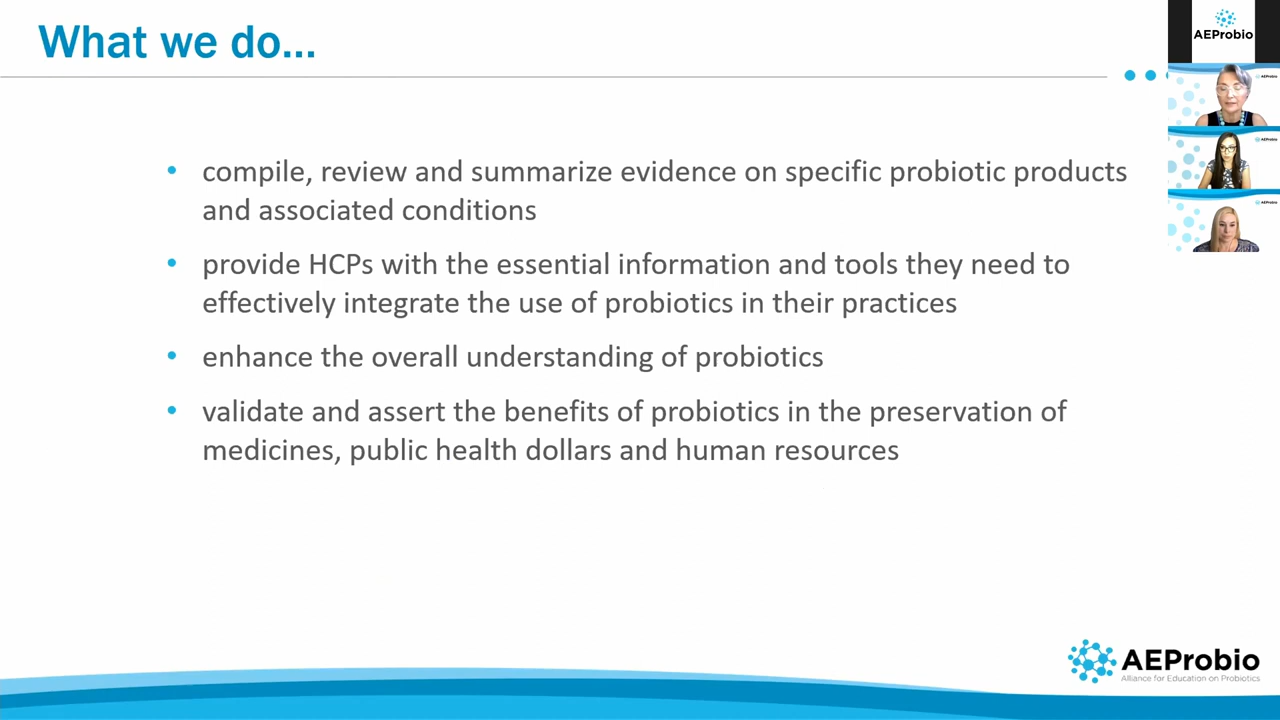 What we do...
AEProbio
AEProbio
AEProbio
AEProbio
• compile, review and summarize evidence on specific probiotic products
and associated conditions
• provide HCPs with the essential information and tools they need to
effectively integrate the use of probiotics in their practices
• enhance the overall understanding of probiotics
• validate and assert the benefits of probiotics in the preservation of
medicines, public health dollars and human resources
AEProbio
Alliance for Education on Probiotics